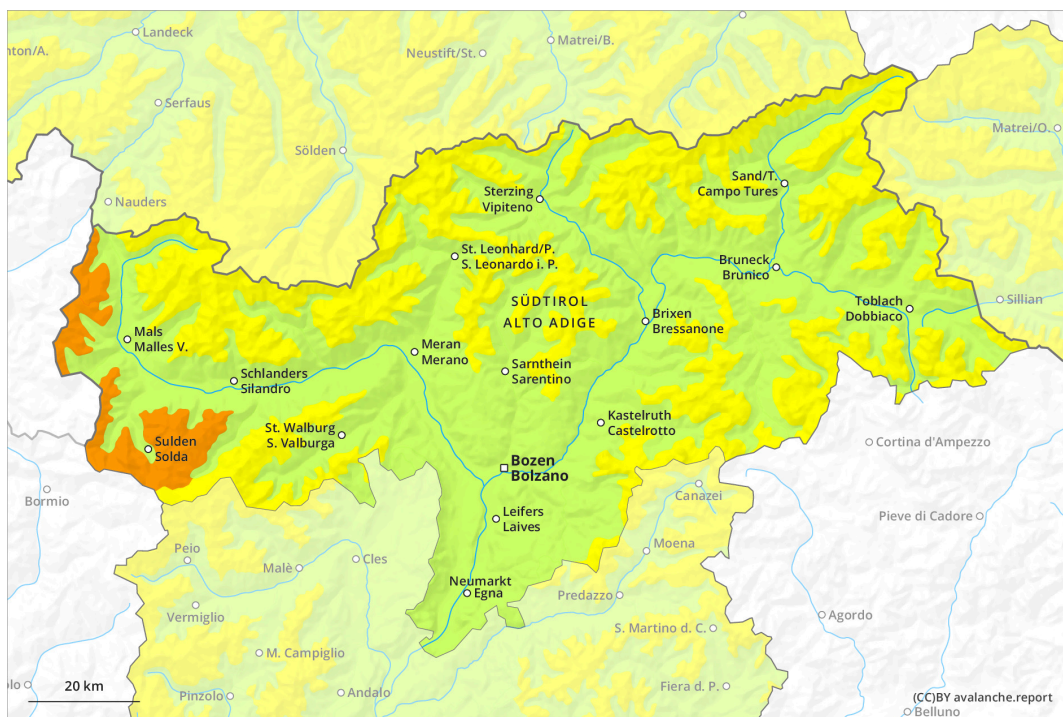 Landeck
nton/A.
Matrei/B.
Neustift/St.
Serfaus
Matrei/O.
Sölden
Sand/T.
Campo Tures
Sterzing
Vipiteno
Nauders
St. Leonhard/P.
S. Leonardo i. P.
Bruneck
Brunico
SÜDTIROL
ALTO ADIGE
Toblach
Dobbiaco
Sillian
Brixen
Bressanone
Mals
Malles V.
Meran
Merano
Sarnthein
Sarentino
Schlanders
Silandro
Kastelruth
Castelrotto
St. Walburg
S. Valburga
Sulden
Solda
Cortina d'Ampezzo
Bozen
Bolzano
Bormio
Canazei
Leifers
Laives
Pieve di Cadore
Peio
Cles
Moena
Malè
Neumarkt
Egna
Predazzo
Vermiglio
Agordo
S. Martino d. C.
M. Campiglio
olo
20 km
Pinzolo
Andalo
Fiera d. P.
(CC)BY avalanche.report
Belluno